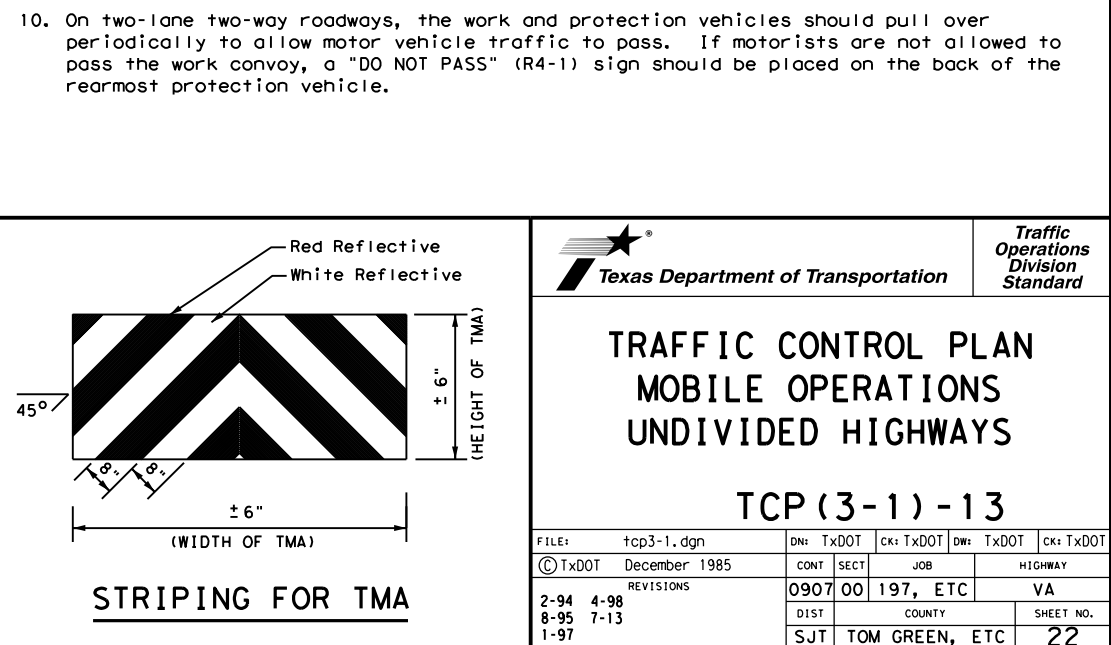 10. On two-lane two-way roadways, the work and protection vehicles should pull over
periodically to allow motor vehicle traffic to pass. If motorists are not allowed to
pass the work convoy, a "DO NOT PASS" (R4-1) sign should be placed on the back of the
rearmost protection vehicle.
Red Reflective
White Reflective
45°
8"
8"
± 6"
(HEIGHT OF TMA)
± 6"
(WIDTH OF TMA)
STRIPING FOR TMA
®
Texas Department of Transportation
Traffic
Operations
Division
Standard
TRAFFIC CONTROL PLAN
MOBILE OPERATIONS
UNDIVIDED HIGHWAYS
TCP(3-1)-13
FILE: tcp3-1.dgn DN: TxDOT CK: TxDOT DW: TxDOT CK: TxDOT
© TxDOT December 1985 CONT SECT JOB HIGHWAY
REVISIONS 0907 00 197, ETC VA
2-94 4-98
8-95 7-13 DIST COUNTY SHEET NO.
1-97 SJT TOM GREEN, ETC 22